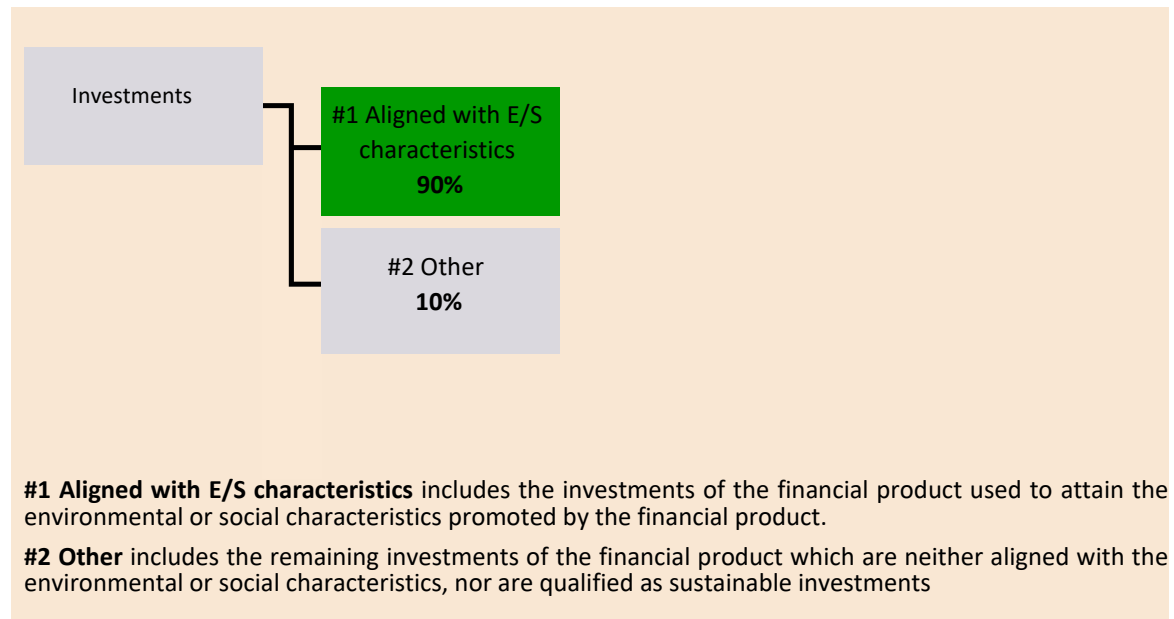 Investments
#1 Aligned with E/S
characteristics
90%
#2 Other
10%
#1 Aligned with E/S characteristics includes the investments of the financial product used to attain the
environmental or social characteristics promoted by the financial product.
#2 Other includes the remaining investments of the financial product which are neither aligned with the
environmental or social characteristics, nor are qualified as sustainable investments